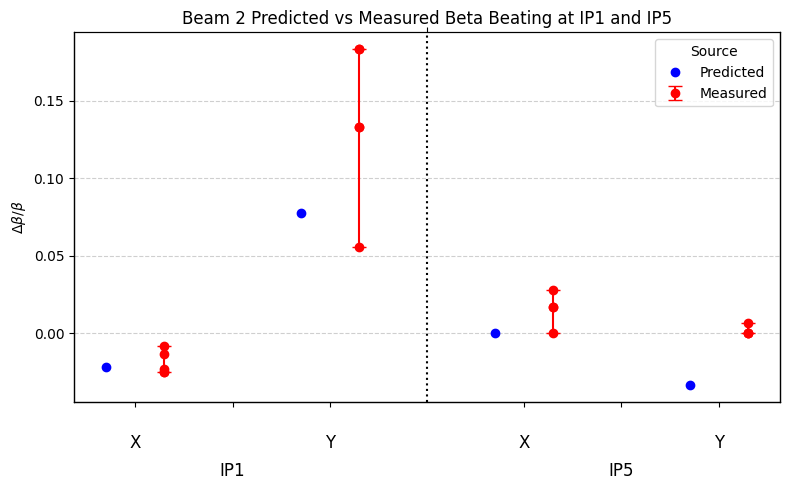 Beam 2 Predicted vs Measured Beta Beating at IP1 and IP5
Source
Predicted
Measured
0.15
0.10
0.05
0.00
Δβ/β
X
Y
X
Y
IP1
IP5